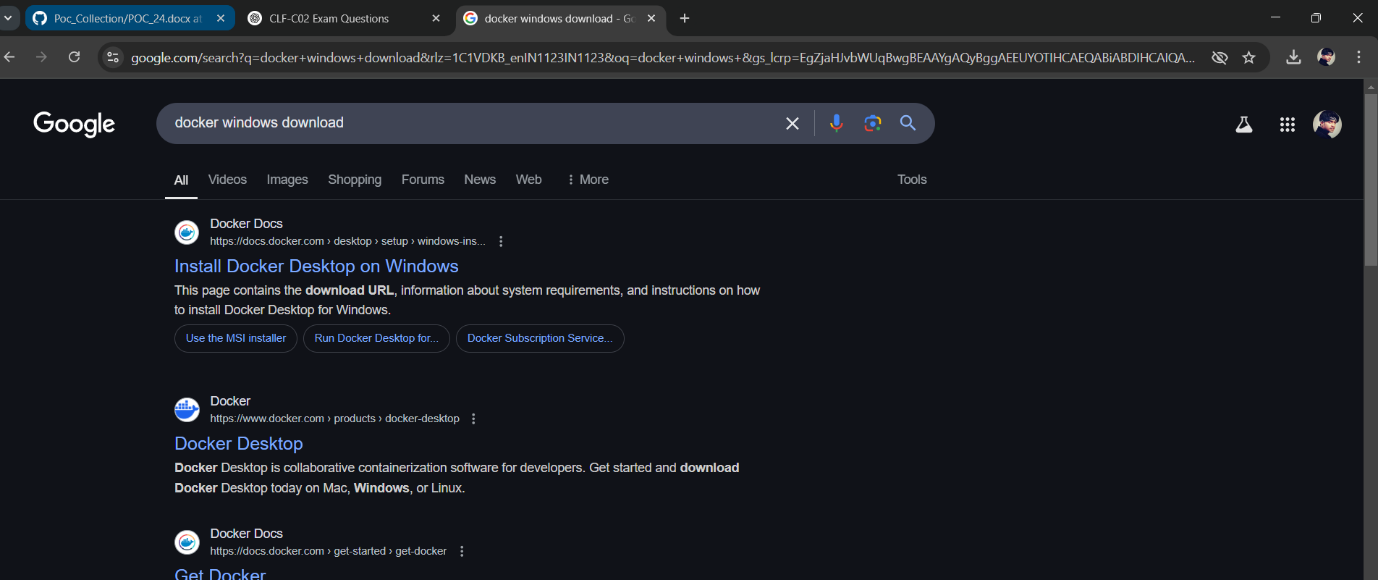 Poc_Collection/POC_24.docx at
CLF-C02 Exam Questions
docker windows download - Go
google.com/search?q=docker+windows+download&rlz=1C1VDKB_enIN1123IN1123&oq=docker+windows+&gs_lcrp=EgZjaHJvbWUqBwgBEAAYgAQyBggAEEUYOTIHCAEQABiABDIHCAIQA...
Google
docker windows download
All Videos Images Shopping Forums News Web More Tools
Docker Docs
https://docs.docker.com › desktop › setup › windows-ins...
Install Docker Desktop on Windows
This page contains the download URL, information about system requirements, and instructions on how
to install Docker Desktop for Windows.
Use the MSI installer Run Docker Desktop for... Docker Subscription Service...
Docker
https://www.docker.com › products › docker-desktop
Docker Desktop
Docker Desktop is collaborative containerization software for developers. Get started and download
Docker Desktop today on Mac, Windows, or Linux.
Docker Docs
https://docs.docker.com › get-started › get-docker
Get Docker